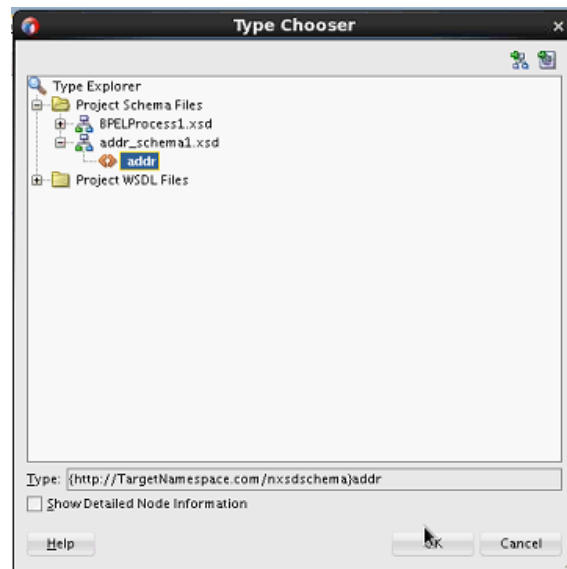 Type Chooser
Type Explorer
Project Schema Files
BPELProcess1.xsd
addr_schema1.xsd
addr
Project WSDL Files
Type: {http://TargetNamespace.com/nxsdschema}addr
Show Detailed Node Information
Help OK Cancel